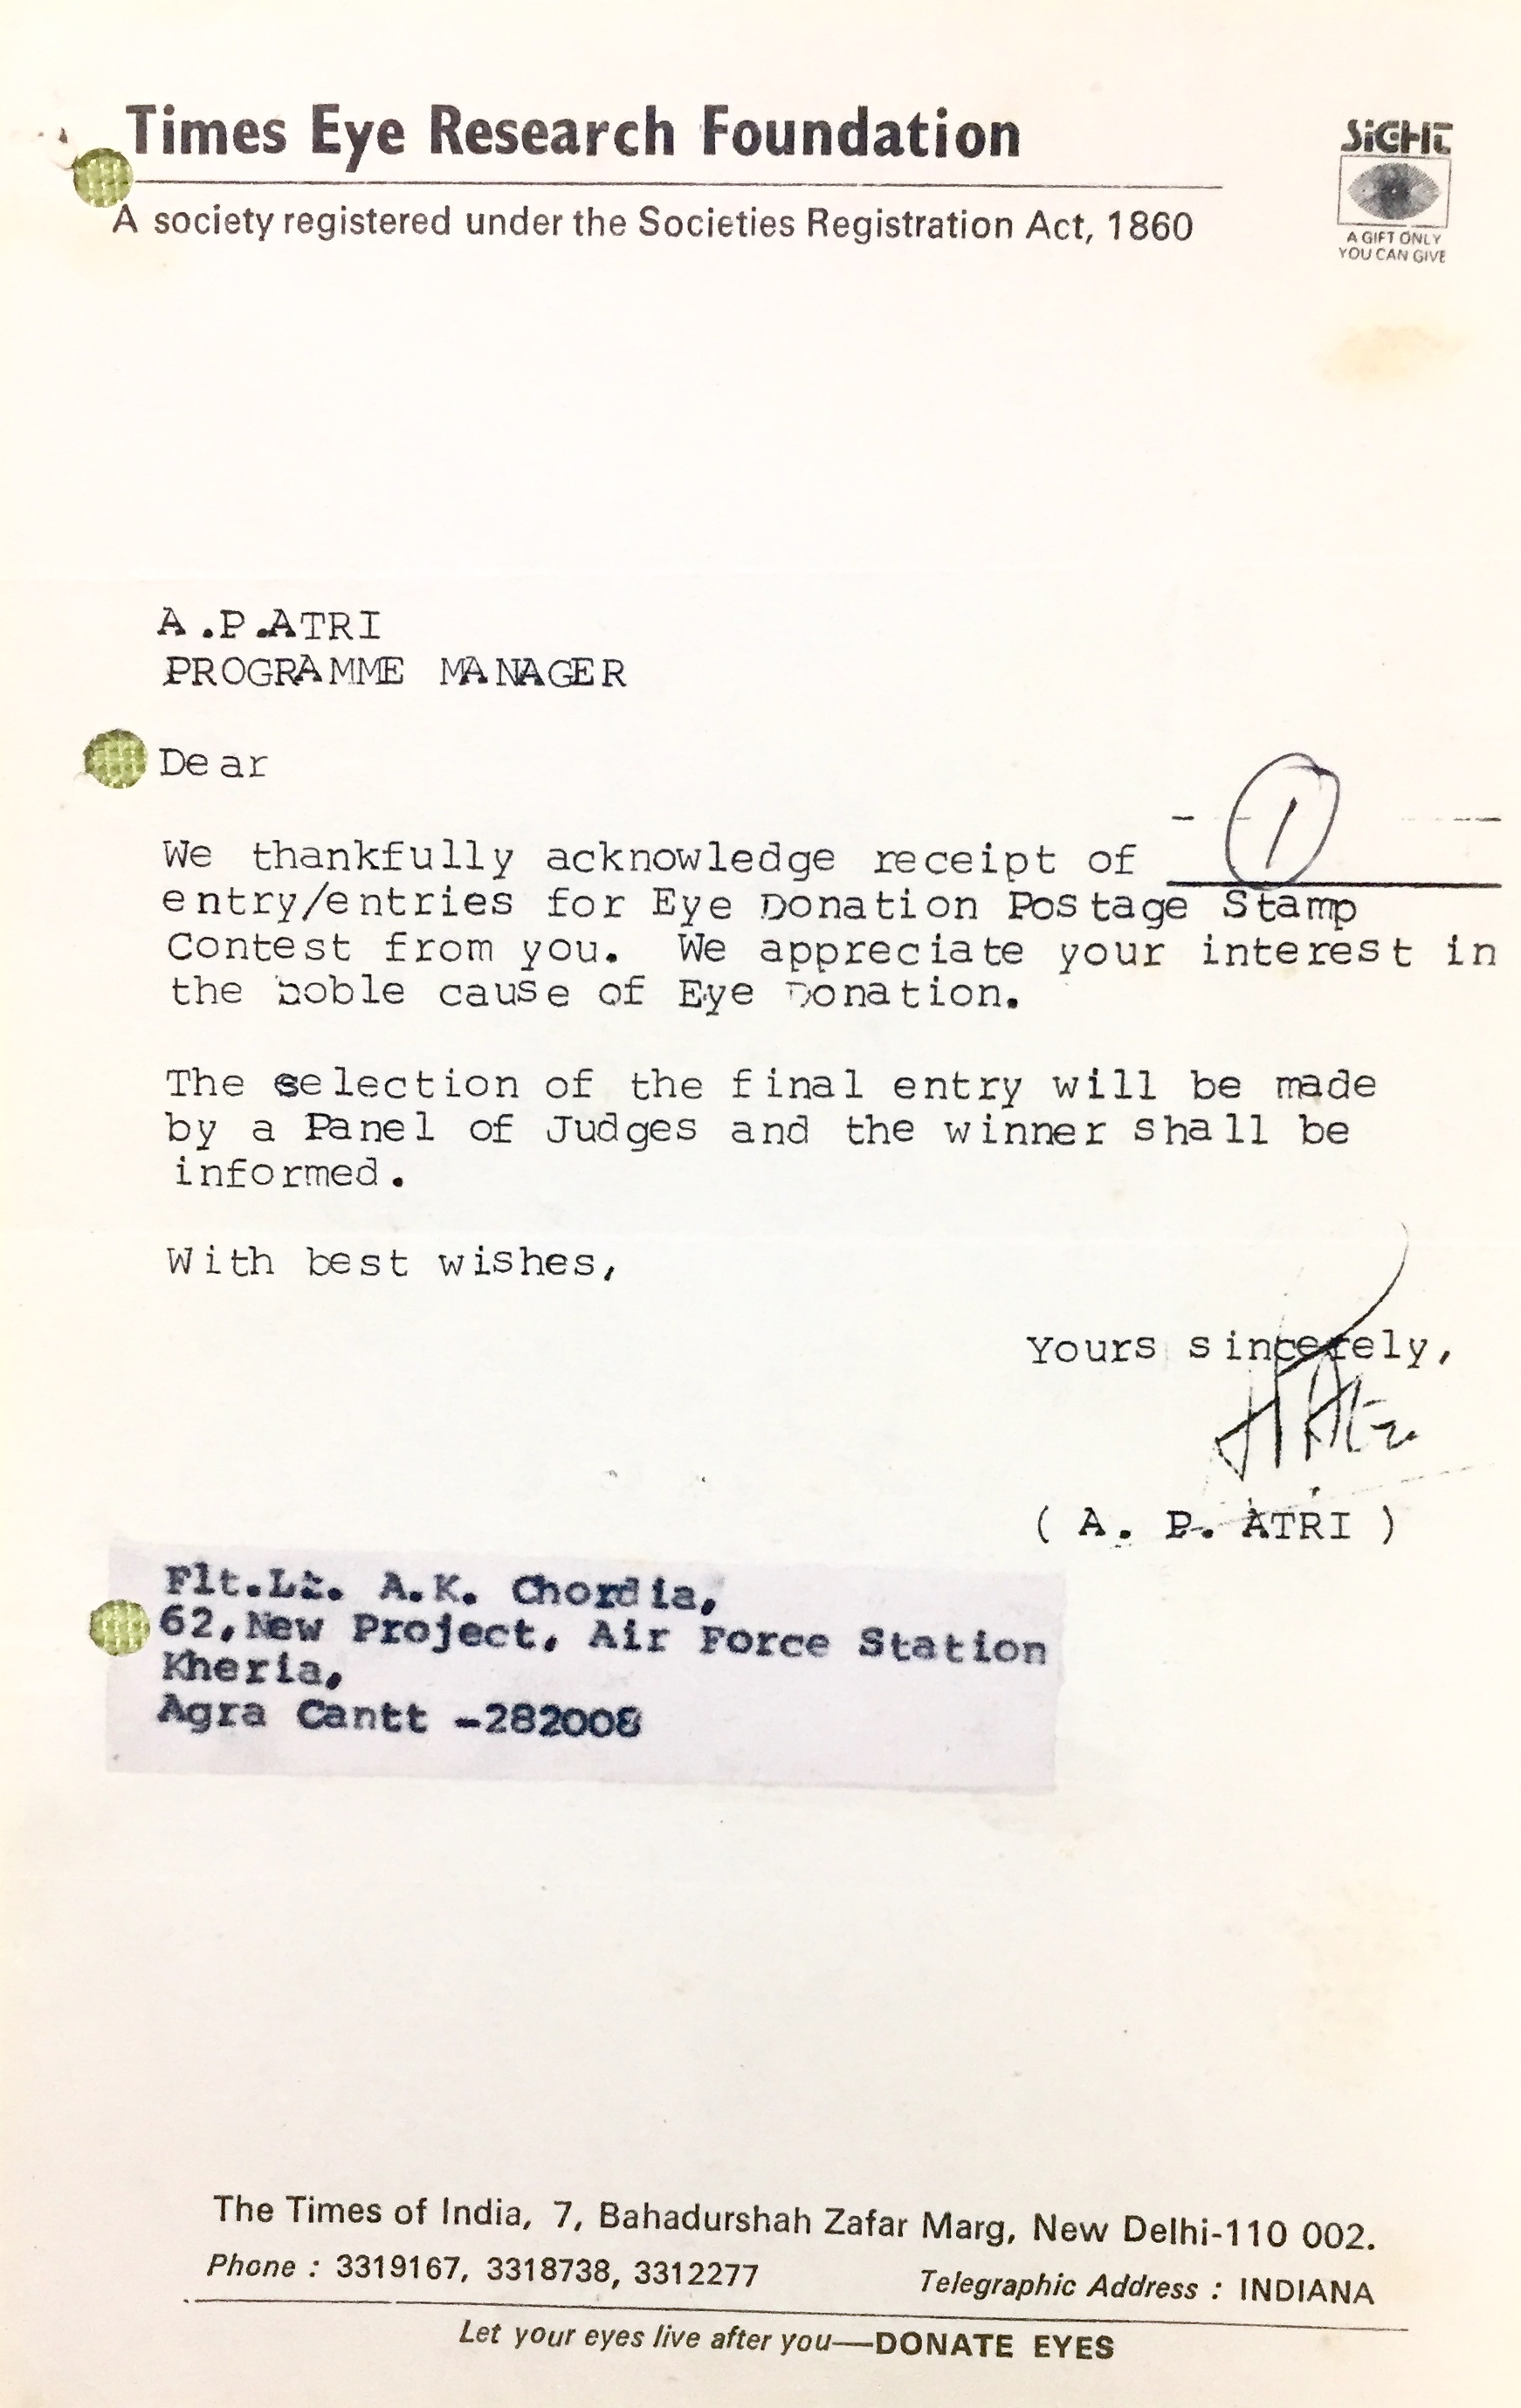 Times Eye Research Foundation
A society registered under the Societies Registration Act, 1860
SiGHT
A GIFT ONLY
YOU CAN GIVE
A.P.ATRI
PROGRAMME MANAGER
Dear
We thankfully acknowledge receipt of 1
entry/entries for Eye Donation Postage Stamp
Contest from you. We appreciate your interest in
the noble cause of Eye Donation.
The selection of the final entry will be made
by a Panel of Judges and the winner shall be
informed.
With best wishes,
Yours sincerely,
( A. P. ATRI )
Flt.Lt. A.K. Chordia,
62,New Project, Air Force Station
Kheria,
Agra Cantt -282008
The Times of India, 7, Bahadurshah Zafar Marg, New Delhi-110 002.
Phone : 3319167, 3318738, 3312277 Telegraphic Address : INDIANA
Let your eyes live after you—DONATE EYES